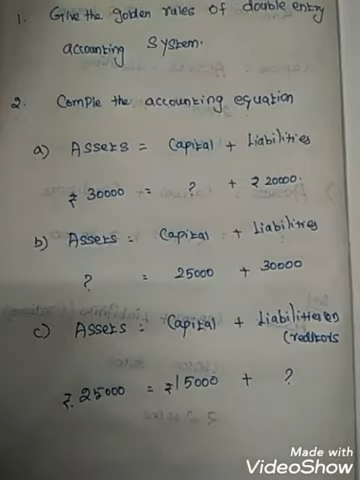 1. Give the golden rules of double entry
accounting system.
2. Comple the accounting equation
a) Assets = Capital + Liabilities
₹ 30000 = ? + ₹ 20000.
b) Assets = Capital + Liabilities
? = 25000 + 30000
c) Assets = Capital + Liabilities
(reditors
₹.25000 = ₹15000 + ?
Made with
VideoShow